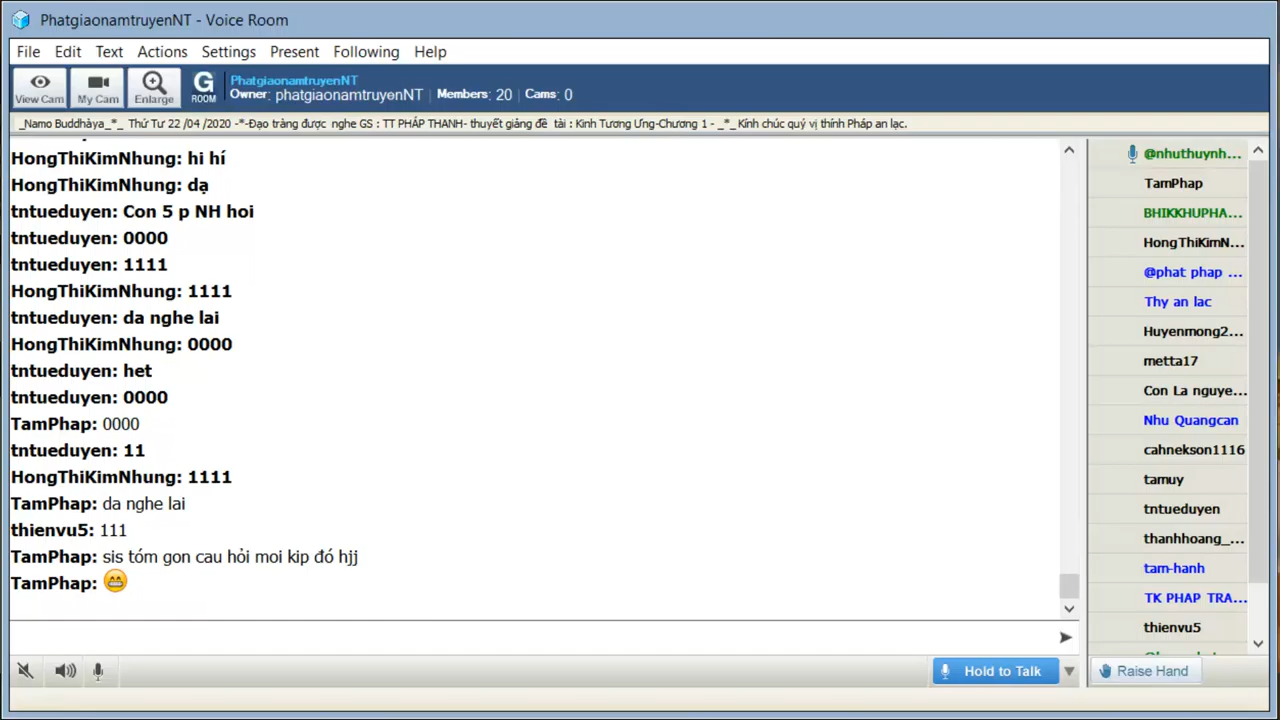 PhatgiaonamtruyenNT - Voice Room
File Edit Text Actions Settings Present Following Help
View Cam My Cam Enlarge G ROOM
PhatgiaonamtruyenNT
Owner: phatgiaonamtruyenNT | Members: 20 | Cams: 0
_Namo Buddhàya_*_ Thứ Tư 22 /04 /2020 -*-Đạo tràng được nghe GS : TT PHÁP THANH- thuyết giảng đề tài : Kinh Tương Ưng-Chương 1 - _*_ Kính chúc quý vị thính Pháp an lạc.
HongThiKimNhung: hi hí
HongThiKimNhung: dạ
tntueduyen: Con 5 p NH hoi
tntueduyen: 0000
tntueduyen: 1111
HongThiKimNhung: 1111
tntueduyen: da nghe lai
HongThiKimNhung: 0000
tntueduyen: het
tntueduyen: 0000
TamPhap: 0000
tntueduyen: 11
HongThiKimNhung: 1111
TamPhap: da nghe lai
thienvu5: 111
TamPhap: sis tóm gon cau hỏi moi kip đó hjj
TamPhap: 😁
@nhuthuynh...
TamPhap
BHIKKHUPHA...
HongThiKimN...
@phat phap ...
Thy an lac
Huyenmong2...
metta17
Con La nguye...
Nhu Quangcan
cahnekson1116
tamuy
tntueduyen
thanhhoang_...
tam-hanh
TK PHAP TRA...
thienvu5
Hold to Talk
Raise Hand